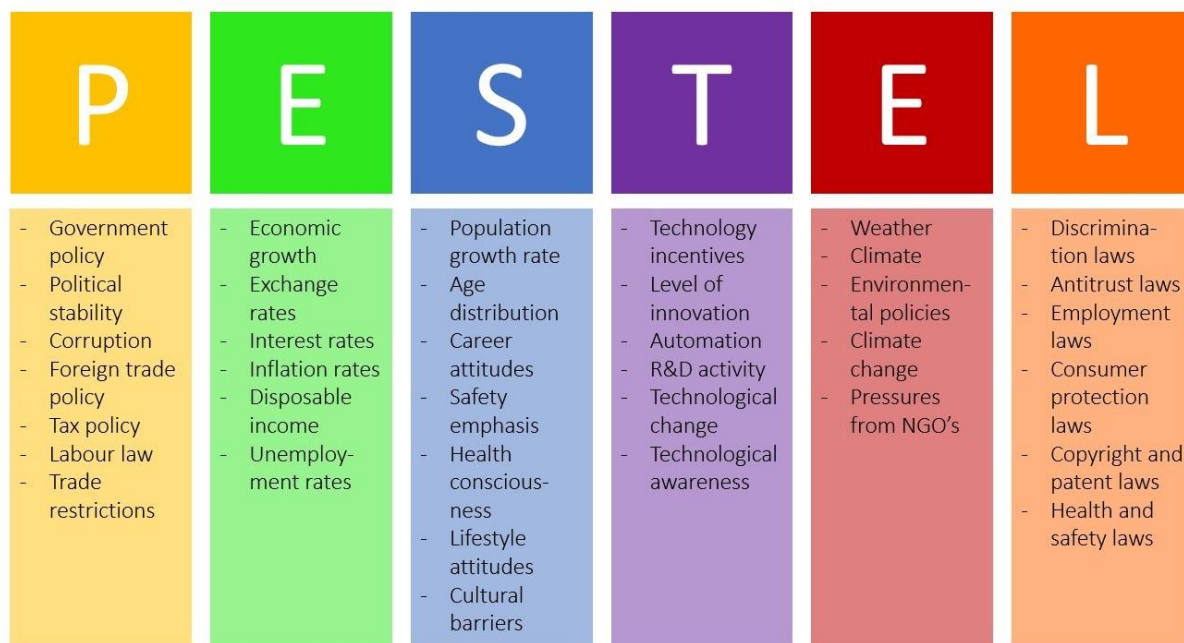 P
E
S
T
E
L
- Government
policy
- Political
stability
- Corruption
- Foreign trade
policy
- Tax policy
- Labour law
- Trade
restrictions
- Economic
growth
- Exchange
rates
- Interest rates
- Inflation rates
- Disposable
income
- Unemploy-
ment rates
- Population
growth rate
- Age
distribution
- Career
attitudes
- Safety
emphasis
- Health
conscious-
ness
- Lifestyle
attitudes
- Cultural
barriers
- Technology
incentives
- Level of
innovation
- Automation
- R&D activity
- Technological
change
- Technological
awareness
- Weather
- Climate
- Environmen-
tal policies
- Climate
change
- Pressures
from NGO's
- Discrimina-
tion laws
- Antitrust laws
- Employment
laws
- Consumer
protection
laws
- Copyright and
patent laws
- Health and
safety laws